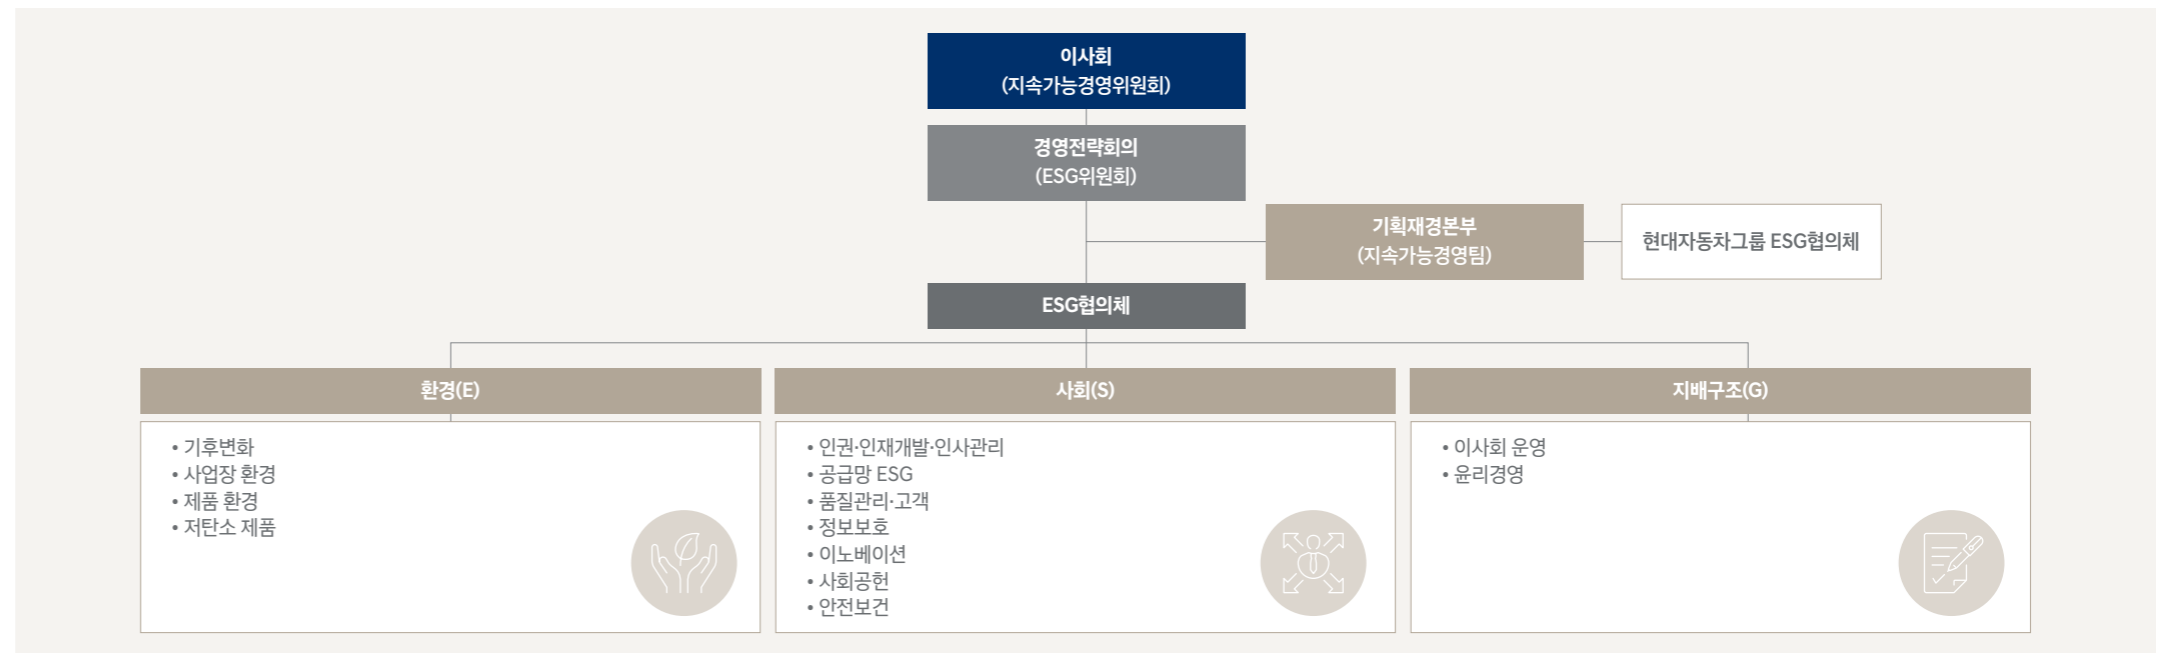 이사회
(지속가능경영위원회)
경영전략회의
(ESG위원회)
기획재경본부
(지속가능경영팀)
현대자동차그룹 ESG협의체
ESG협의체
환경(E)
• 기후변화
• 사업장 환경
• 제품 환경
• 저탄소 제품
사회(S)
• 인권·인재개발·인사관리
• 공급망 ESG
• 품질관리·고객
• 정보보호
• 이노베이션
• 사회공헌
• 안전보건
지배구조(G)
• 이사회 운영
• 윤리경영